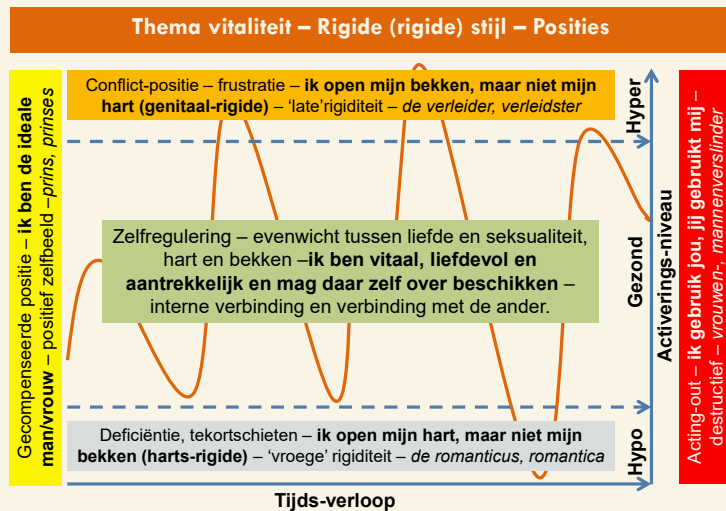 Thema vitaliteit – Rigide (rigide) stijl – Posities
Gecompenseerde positie – ik ben de ideale
man/vrouw – positief zelfbeeld –prins, prinses
Conflict-positie – frustratie – ik open mijn bekken, maar niet mijn
hart (genitaal-rigide) – ‘late’rigiditeit – de verleider, verleidster
Zelfregulering – evenwicht tussen liefde en seksualiteit,
hart en bekken –ik ben vitaal, liefdevol en
aantrekkelijk en mag daar zelf over beschikken –
interne verbinding en verbinding met de ander.
Deficiëntie, tekortschieten – ik open mijn hart, maar niet mijn
bekken (harts-rigide) – ‘vroege’ rigiditeit – de romanticus, romantica
Hyper
Gezond
Hypo
Activerings-niveau
Acting-out – ik gebruik jou, jij gebruikt mij –
destructief – vrouwen-, mannenverslinder
Tijds-verloop